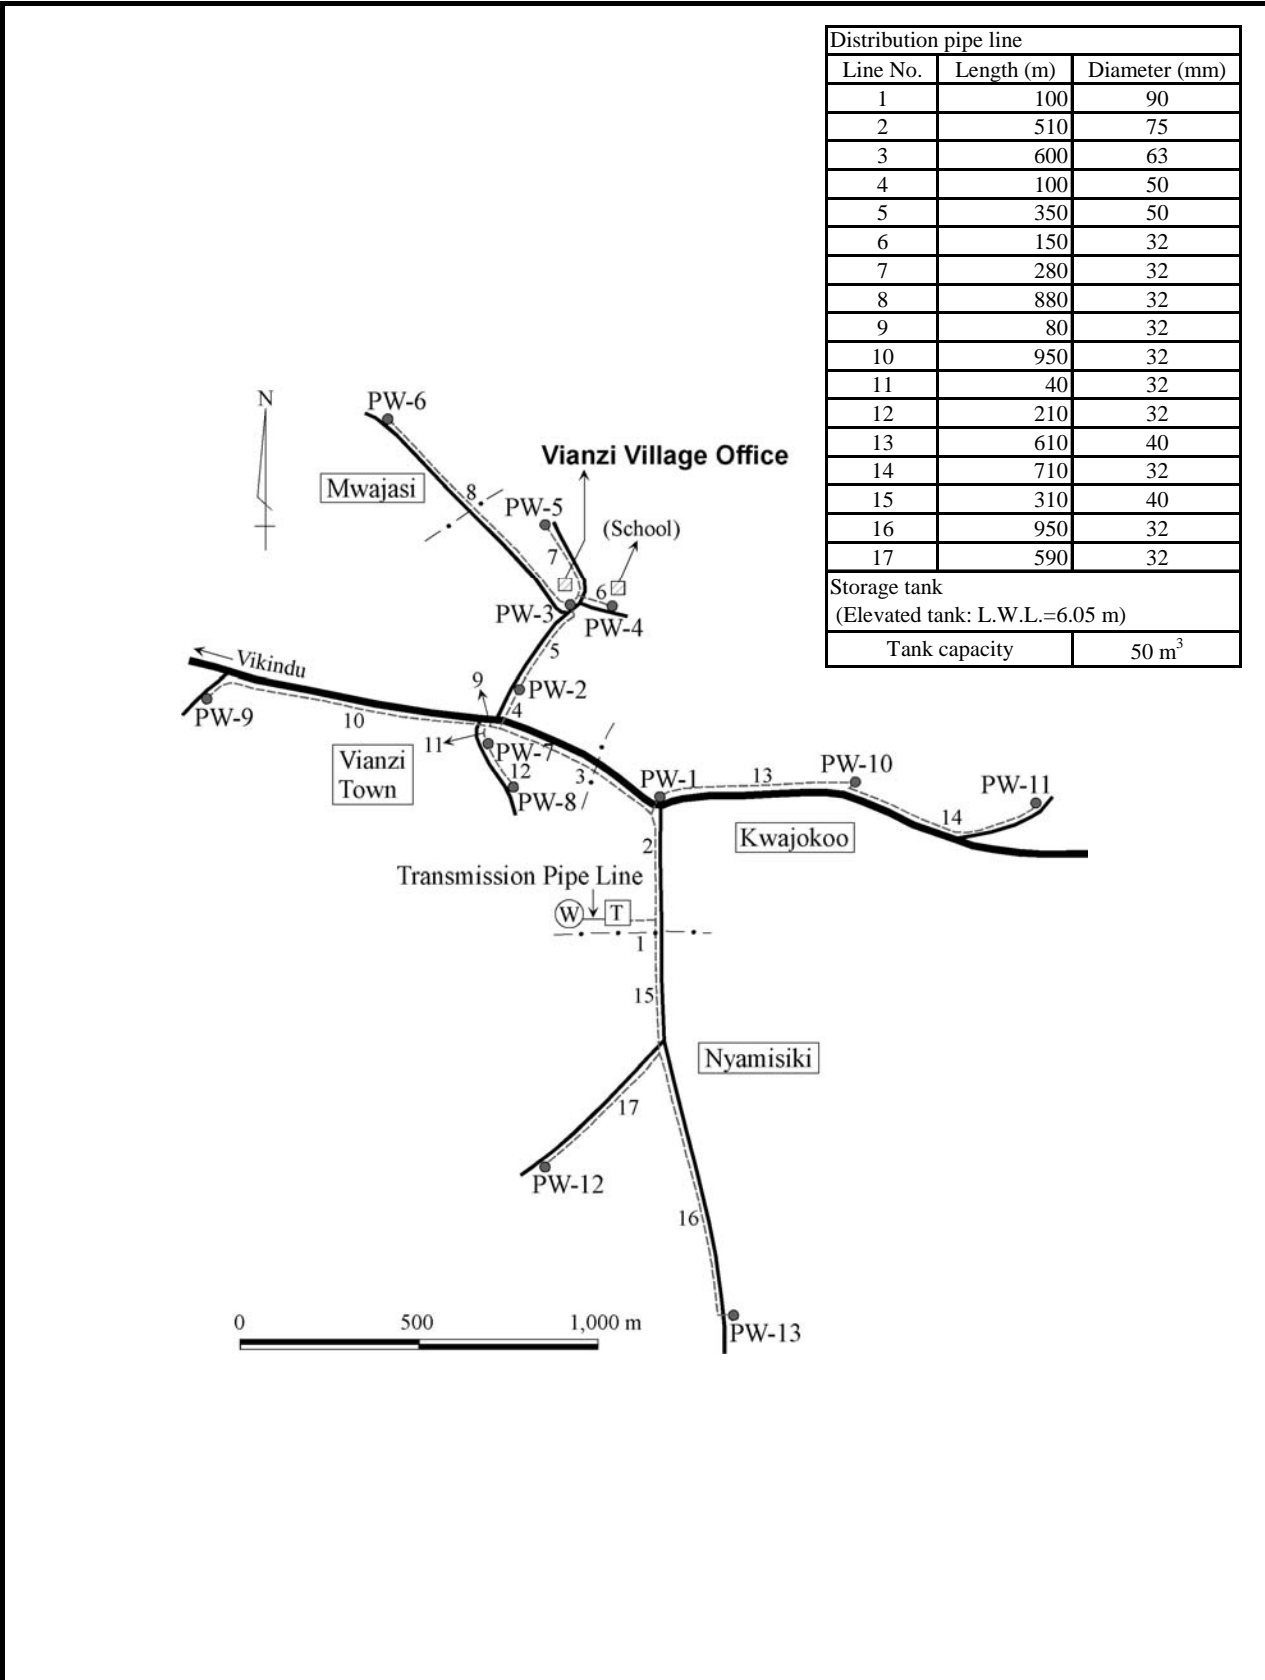 Distribution pipe line
Line No. Length (m) Diameter (mm)
1 100 90
2 510 75
3 600 63
4 100 50
5 350 50
6 150 32
7 280 32
8 880 32
9 80 32
10 950 32
11 40 32
12 210 32
13 610 40
14 710 32
15 310 40
16 950 32
17 590 32
Storage tank
(Elevated tank: L.W.L.=6.05 m)
Tank capacity 50 m3
N
PW-6
Vianzi Village Office
Mwajasi
8
PW-5
(School)
7
6
PW-3
PW-4
5
Vikindu
9
PW-2
PW-9
10
4
11
PW-7
Vianzi
Town
12
3
PW-8
PW-1
13
PW-10
PW-11
14
Kwajokoo
2
Transmission Pipe Line
W
T
1
15
Nyamisiki
17
PW-12
16
0 500 1,000 m
PW-13